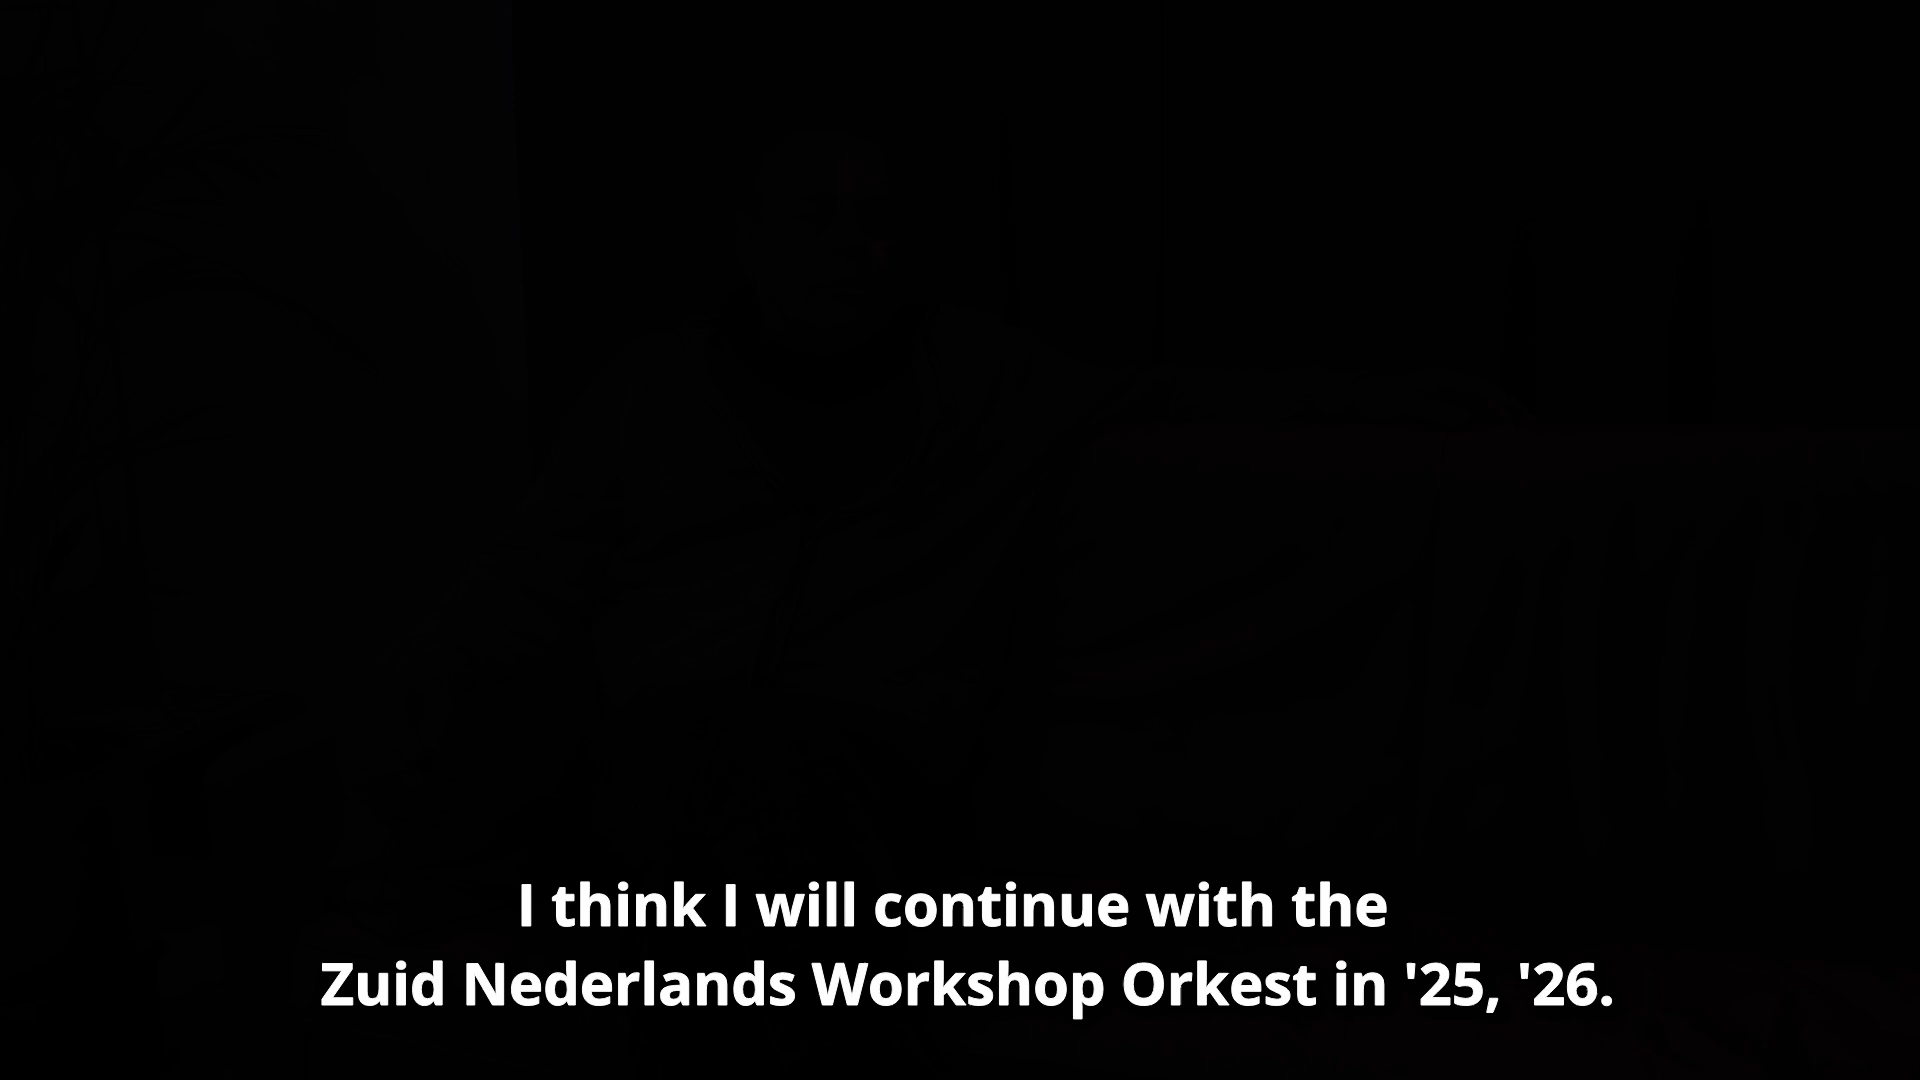 I think I will continue with the
Zuid Nederlands Workshop Orkest in '25, '26.